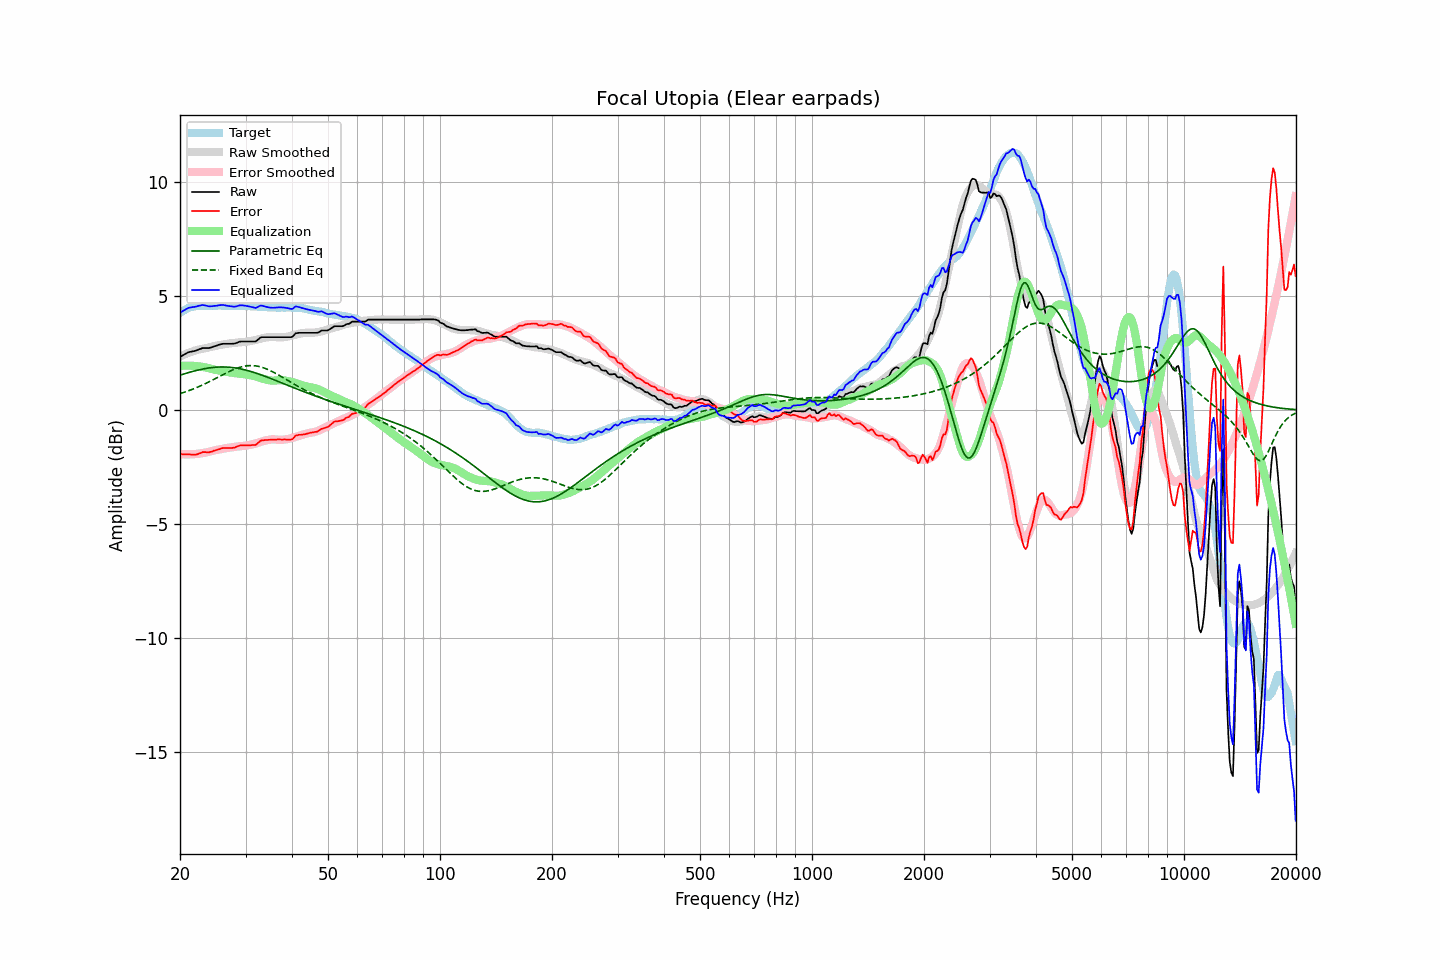 Focal Utopia (Elear earpads)
Target
Raw Smoothed
Error Smoothed
Raw
Error
Equalization
Parametric Eq
Fixed Band Eq
Equalized
10
5
0
−5
−10
−15
Amplitude (dBr)
20 50 100 200 500 1000 2000 5000 10000 20000
Frequency (Hz)